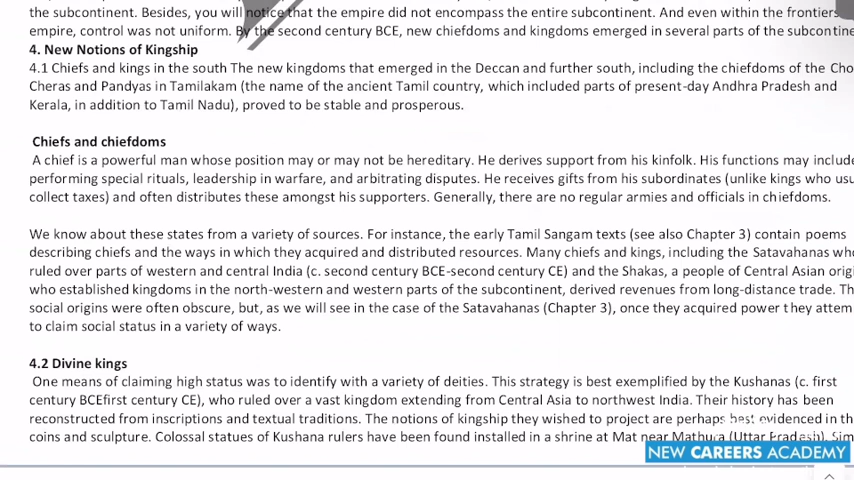 the subcontinent. Besides, you will notice that the empire did not encompass the entire subcontinent. And even within the frontiers
empire, control was not uniform. By the second century BCE, new chiefdoms and kingdoms emerged in several parts of the subcontine
4. New Notions of Kingship
4.1 Chiefs and kings in the south The new kingdoms that emerged in the Deccan and further south, including the chiefdoms of the Cho
Cheras and Pandyas in Tamilakam (the name of the ancient Tamil country, which included parts of present-day Andhra Pradesh and
Kerala, in addition to Tamil Nadu), proved to be stable and prosperous.
Chiefs and chiefdoms
A chief is a powerful man whose position may or may not be hereditary. He derives support from his kinfolk. His functions may include
performing special rituals, leadership in warfare, and arbitrating disputes. He receives gifts from his subordinates (unlike kings who usu
collect taxes) and often distributes these amongst his supporters. Generally, there are no regular armies and officials in chiefdoms.
We know about these states from a variety of sources. For instance, the early Tamil Sangam texts (see also Chapter 3) contain poems
describing chiefs and the ways in which they acquired and distributed resources. Many chiefs and kings, including the Satavahanas who
ruled over parts of western and central India (c. second century BCE-second century CE) and the Shakas, a people of Central Asian origi
who established kingdoms in the north-western and western parts of the subcontinent, derived revenues from long-distance trade. Th
social origins were often obscure, but, as we will see in the case of the Satavahanas (Chapter 3), once they acquired power they attem
to claim social status in a variety of ways.
4.2 Divine kings
One means of claiming high status was to identify with a variety of deities. This strategy is best exemplified by the Kushanas (c. first
century BCEfirst century CE), who ruled over a vast kingdom extending from Central Asia to northwest India. Their history has been
reconstructed from inscriptions and textual traditions. The notions of kingship they wished to project are perhaps best evidenced in th
coins and sculpture. Colossal statues of Kushana rulers have been found installed in a shrine at Mat near Mathura (Uttar Pradesh). Sim
NEW CAREERS ACADEMY